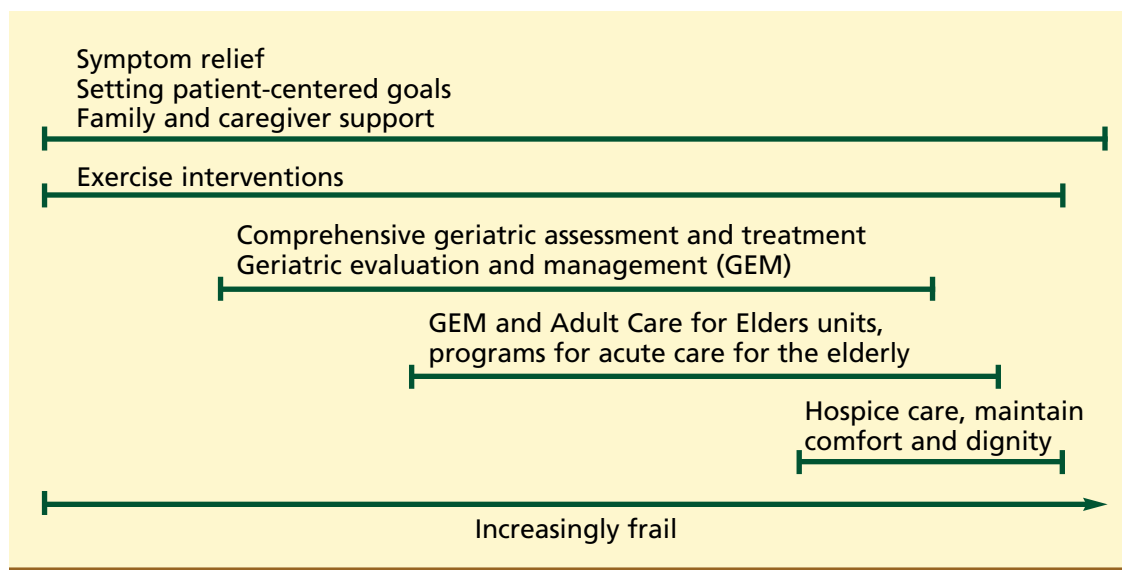 Symptom relief
Setting patient-centered goals
Family and caregiver support
Exercise interventions
Comprehensive geriatric assessment and treatment
Geriatric evaluation and management (GEM)
GEM and Adult Care for Elders units,
programs for acute care for the elderly
Hospice care, maintain
comfort and dignity
Increasingly frail